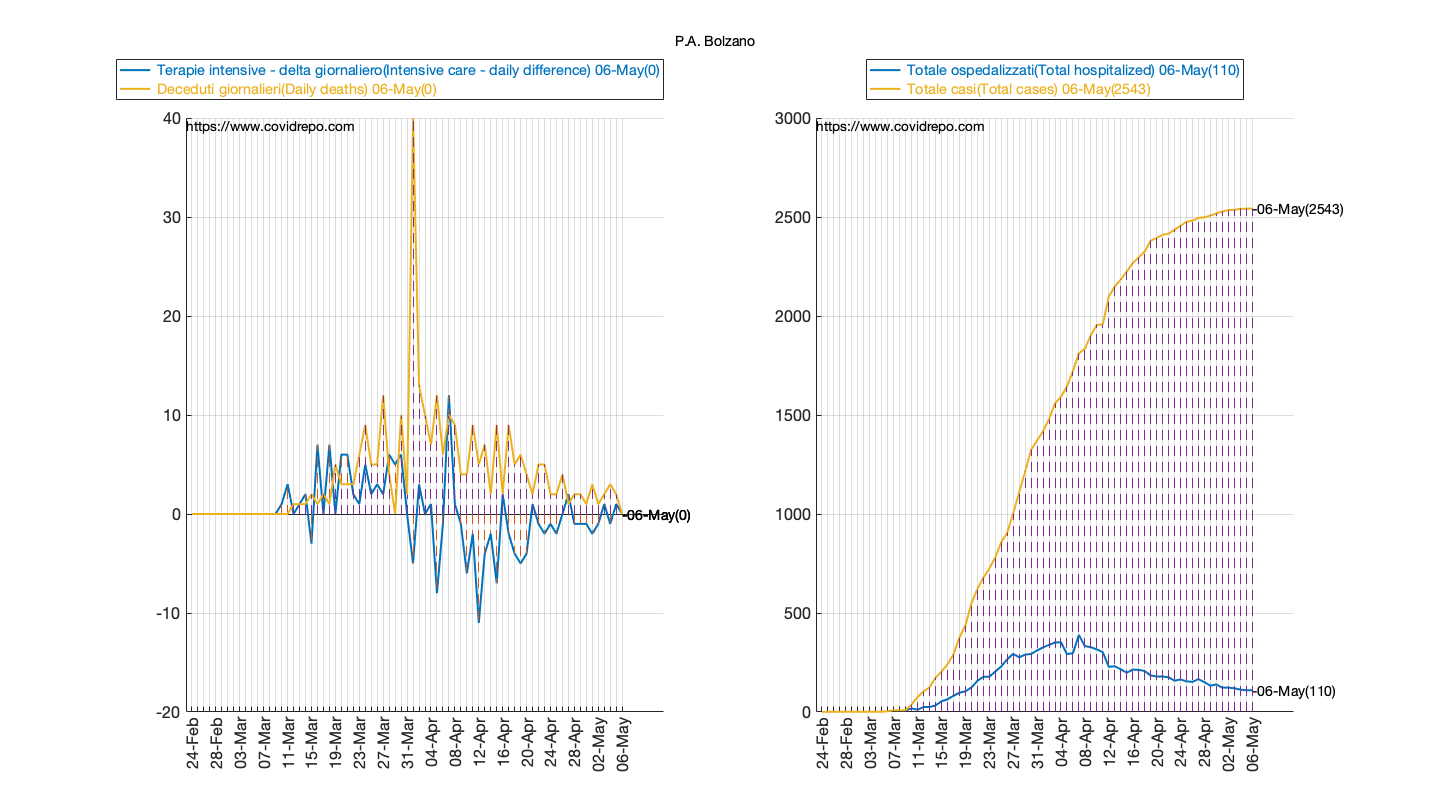 P.A. Bolzano
Terapie intensive - delta giornaliero(Intensive care - daily difference) 06-May(0)
Deceduti giornalieri(Daily deaths) 06-May(0)
https://www.covidrepo.com
40
30
20
10
0
-10
-20
-06-May(0)
24-Feb
28-Feb
03-Mar
07-Mar
11-Mar
15-Mar
19-Mar
23-Mar
27-Mar
31-Mar
04-Apr
08-Apr
12-Apr
16-Apr
20-Apr
24-Apr
28-Apr
02-May
06-May
Totale ospedalizzati(Total hospitalized) 06-May(110)
Totale casi(Total cases) 06-May(2543)
https://www.covidrepo.com
3000
2500
2000
1500
1000
500
0
-06-May(2543)
-06-May(110)
24-Feb
28-Feb
03-Mar
07-Mar
11-Mar
15-Mar
19-Mar
23-Mar
27-Mar
31-Mar
04-Apr
08-Apr
12-Apr
16-Apr
20-Apr
24-Apr
28-Apr
02-May
06-May